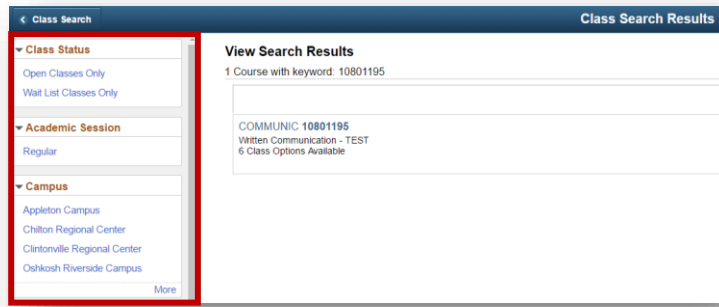 Class Search
Class Search Results
Class Status
Open Classes Only
Wait List Classes Only
Academic Session
Regular
Campus
Appleton Campus
Chilton Regional Center
Clintonville Regional Center
Oshkosh Riverside Campus
More
View Search Results
1 Course with keyword: 10801195
COMMUNIC 10801195
Written Communication - TEST
6 Class Options Available